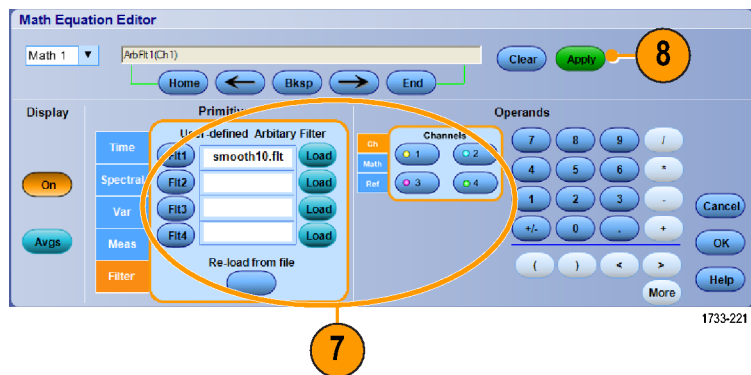 Math Equation Editor
Math 1
ArbFlt1(Ch1)
Clear
Apply
8
Home
Bksp
End
Display
Operands
On
Avgs
Time
Spectral
Var
Meas
Filter
User-defined Arbitary Filter
Flt1
smooth10.flt
Load
Flt2
Load
Flt3
Load
Flt4
Load
Re-load from file
Ch
Math
Ref
Channels
1
2
3
4
7 8 9 /
4 5 6 *
1 2 3 -
+/- 0 . +
( ) < >
More
Cancel
OK
Help
1733-221
7